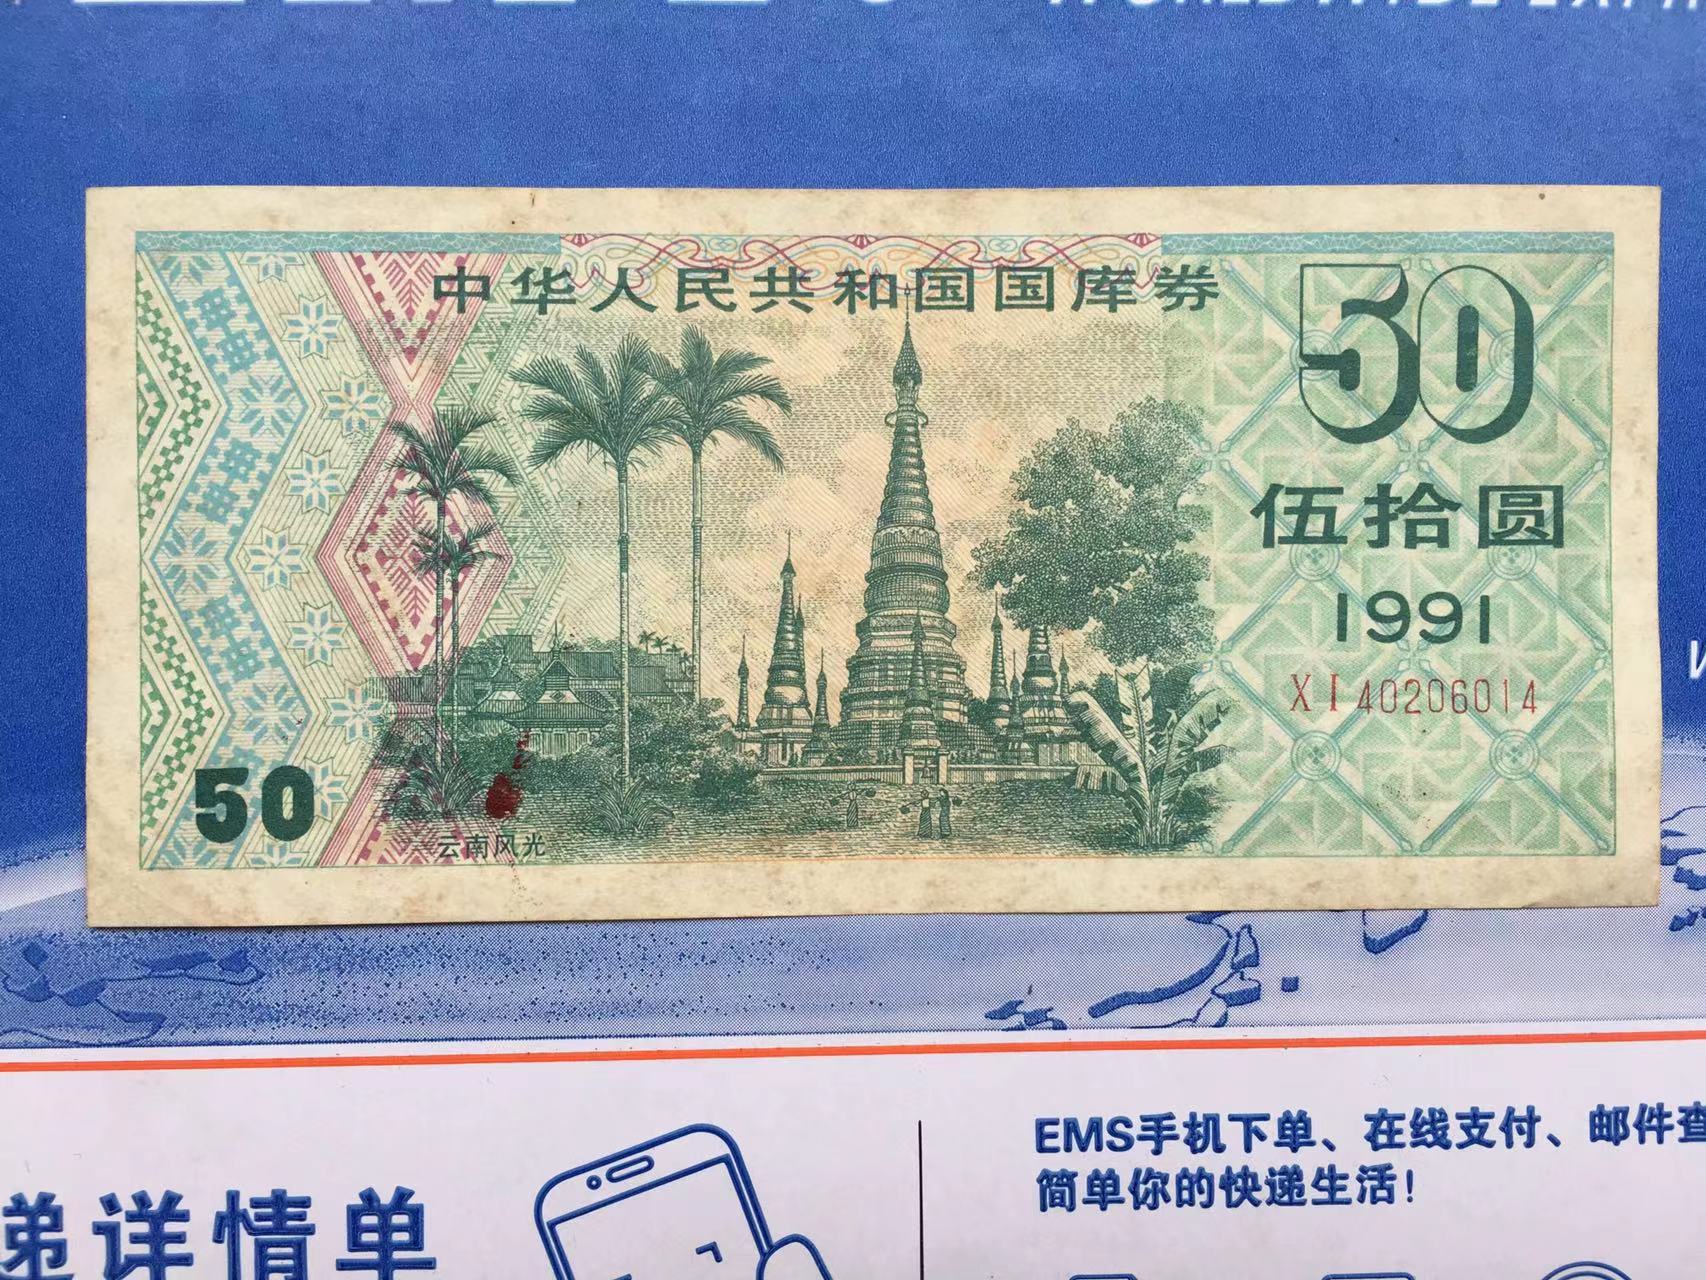 中华人民共和国国库券
50
伍拾圆
1991
XI40206014
50
云南风光
EMS手机下单、在线支付、邮件查
简单你的快递生活!
递详情单